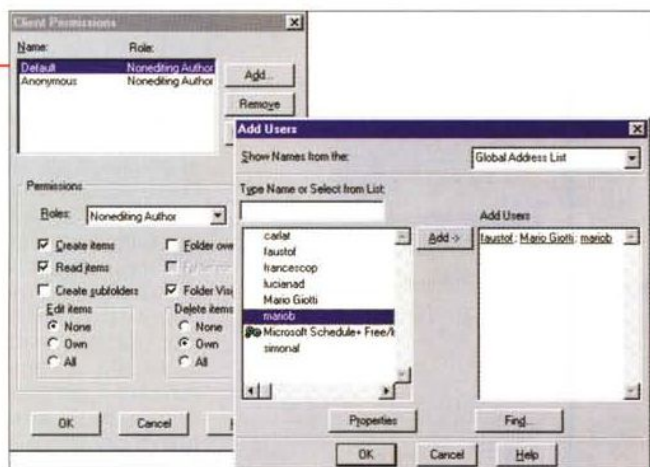 Client Permissions
Name: Role:
Default Nonediting Author
Anonymous Nonediting Author
Add...
Remove
Permissions
Roles: Nonediting Author
Create items
Read items
Create subfolders
Folder
Folder
Edit items
None
Own
All
Delete items
None
Own
All
OK
Cancel
Add Users
Show Names from the: Global Address List
Type Name or Select from List:
carlat
faustof
francescop
lucianad
Mario Giotti
mariob
Microsoft Schedule+
simonal
Add ->
Add Users
faustof; Mario Giotti; mariob
Properties
Find...
OK
Cancel
Help